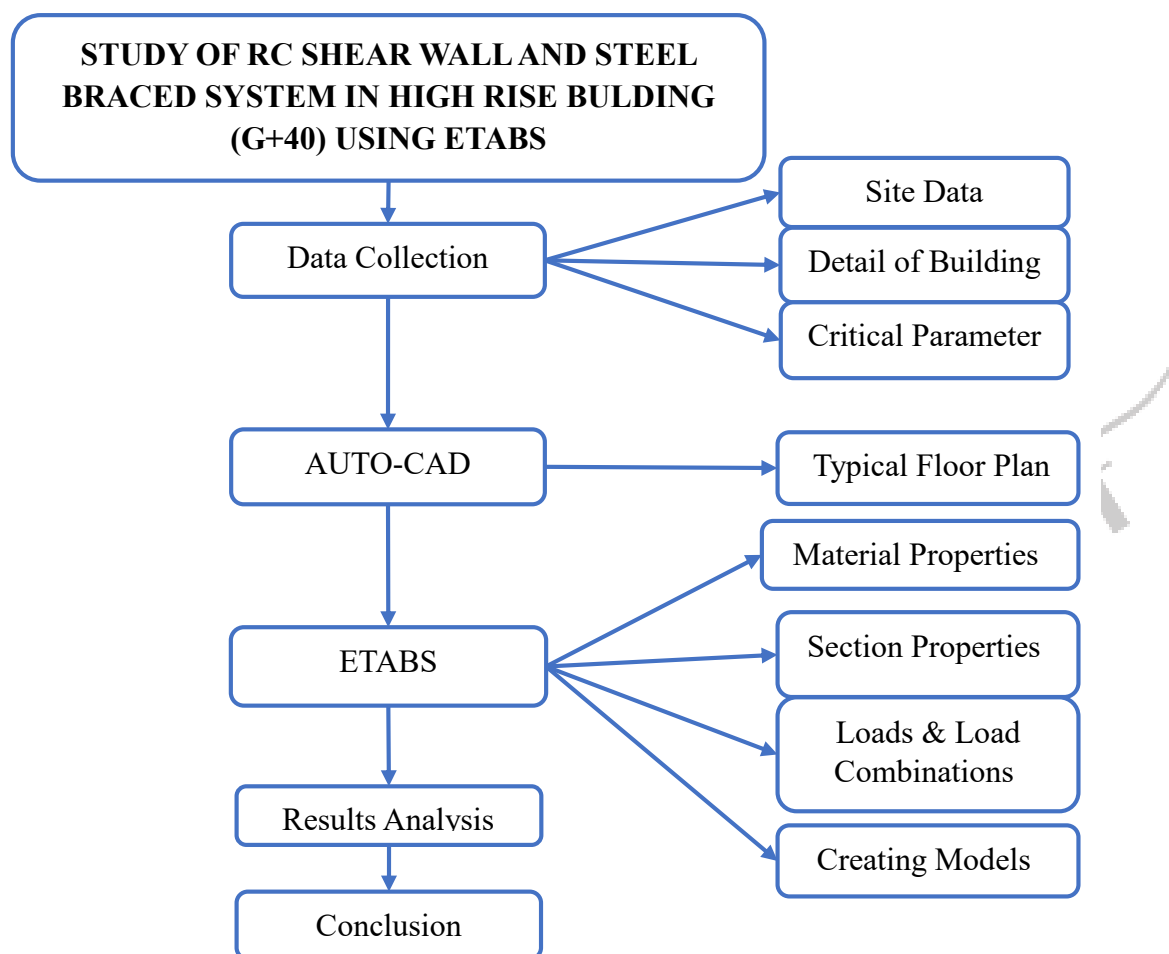 STUDY OF RC SHEAR WALL AND STEEL
BRACED SYSTEM IN HIGH RISE BULDING
(G+40) USING ETABS
Site Data
Data Collection
Detail of Building
Critical Parameter
AUTO-CAD
Typical Floor Plan
Material Properties
ETABS
Section Properties
Loads & Load
Combinations
Results Analysis
Creating Models
Conclusion